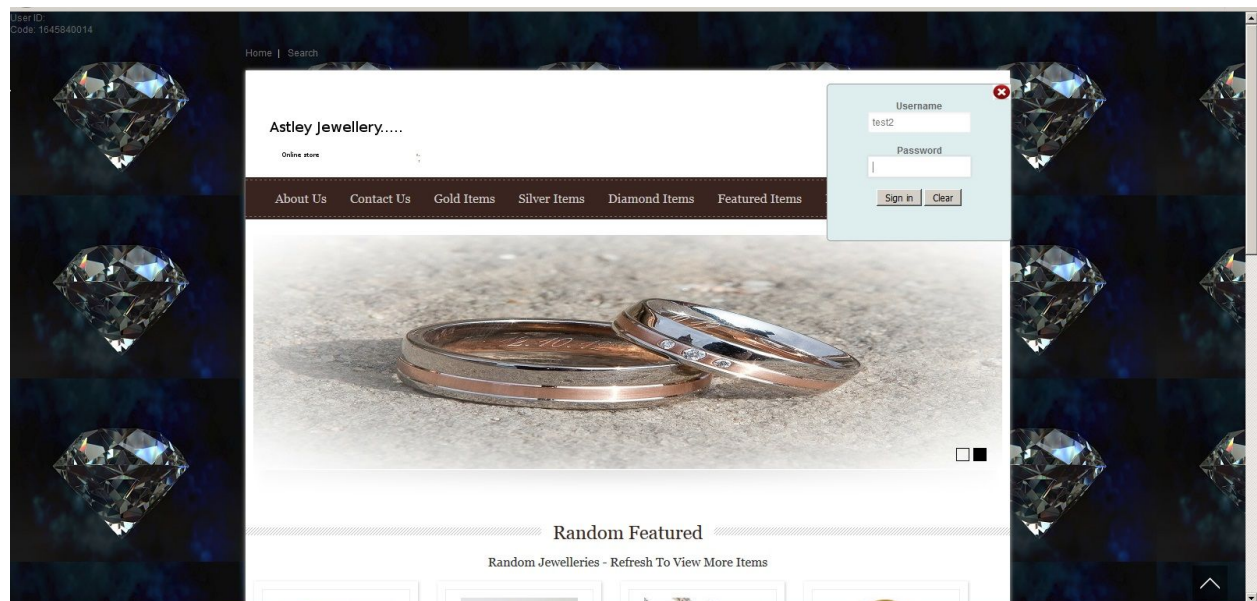 User ID:
Code: 1645840014
Home | Search
Username
test2
Astley Jewellery.....
Password
Online store
About Us Contact Us Gold Items Silver Items Diamond Items Featured Items
Sign in Clear
Random Featured
Random Jewelleries - Refresh To View More Items